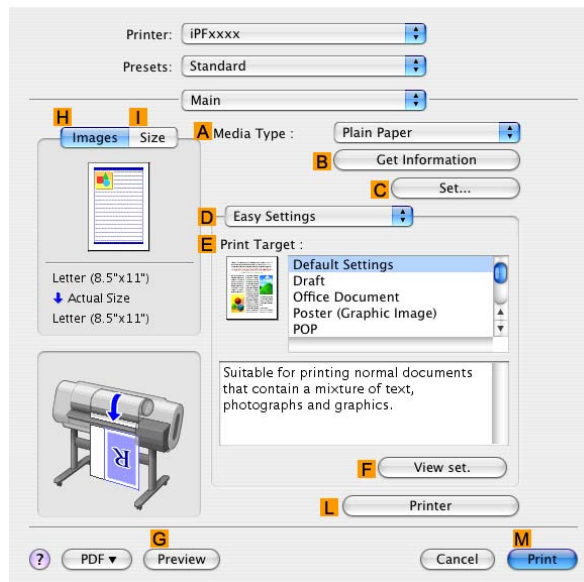 Printer: iPFxxxx
Presets: Standard
Main
H I
Images Size
A Media Type : Plain Paper
B Get Information
C Set...
D Easy Settings
E Print Target :
Default Settings
Draft
Office Document
Poster (Graphic Image)
POP
Letter (8.5"x11")
Actual Size
Letter (8.5"x11")
Suitable for printing normal documents
that contain a mixture of text,
photographs and graphics.
R
F View set.
L Printer
G M
? PDF ▼ Preview Cancel Print